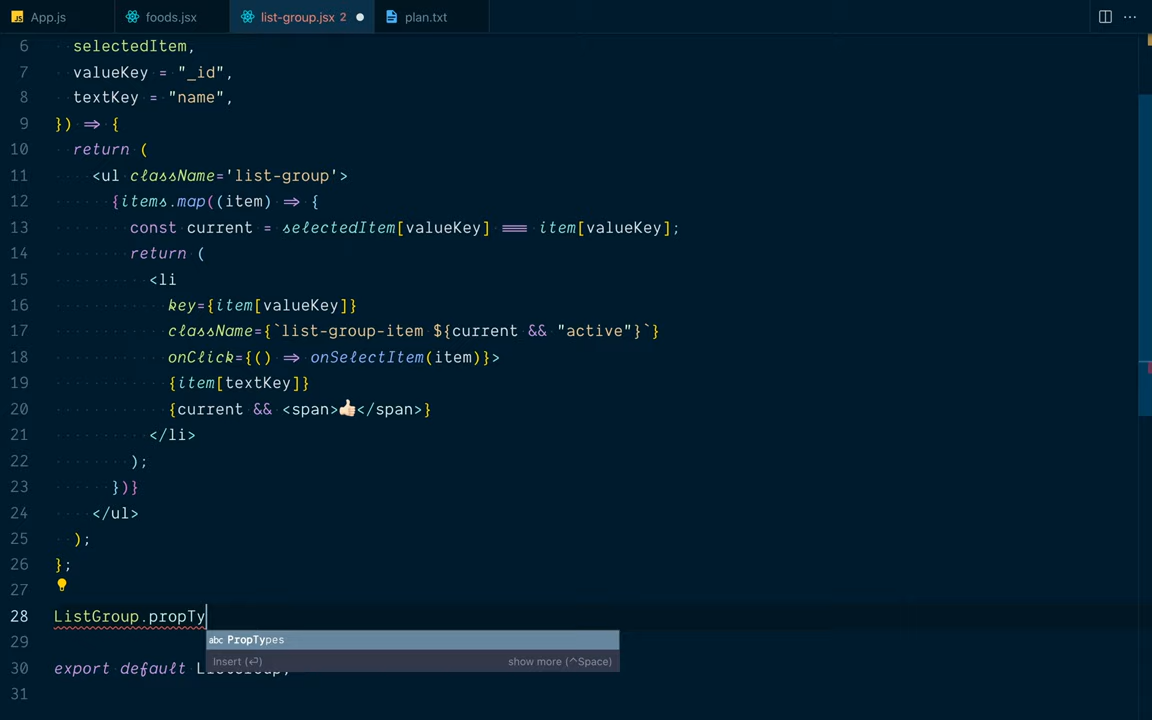 App.js foods.jsx list-group.jsx 2 plan.txt
6 selectedItem,
7 valueKey = "_id",
8 textKey = "name",
9 }) => {
10 return (
11 <ul className='list-group'>
12 {items.map((item) => {
13 const current = selectedItem[valueKey] === item[valueKey];
14 return (
15 <li
16 key={item[valueKey]}
17 className={`list-group-item ${current && "active"}`}
18 onClick={() => onSelectItem(item)}>
19 {item[textKey]}
20 {current && <span>👍🏻</span>}
21 </li>
22 );
23 })}
24 </ul>
25 );
26 };
27
28 ListGroup.propTy
abc PropTypes
29
Insert (⏎) show more (^Space)
30 export default ListGroup;
31